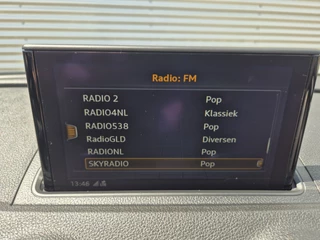 Radio: FM
RADIO 2 Pop
RADIO4NL Klassiek
RADIO538 Pop
RadioGLD Diversen
RADIONL Pop
SKYRADIO Pop
13:48